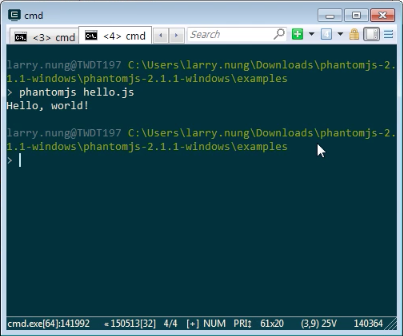 cmd
<3> cmd
<4> cmd
Search
larry.nung@TWDT197 C:\Users\larry.nung\Downloads\phantomjs-2.
1.1-windows\phantomjs-2.1.1-windows\examples
> phantomjs hello.js
Hello, world!
larry.nung@TWDT197 C:\Users\larry.nung\Downloads\phantomjs-2.
1.1-windows\phantomjs-2.1.1-windows\examples
>
cmd.exe[64]:141992 « 150513[32] 4/4 [+] NUM PRI‡ 61x20 (3,9) 25V 140364